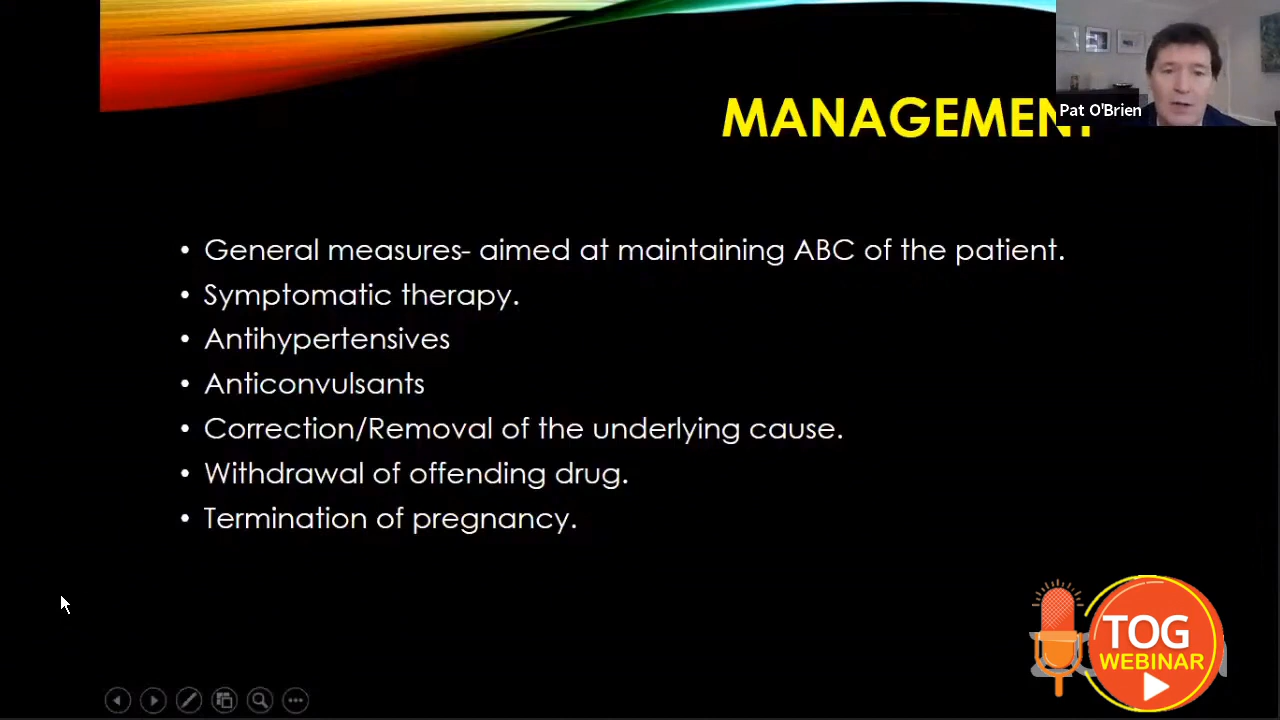 MANAGEMENT
Pat O'Brien
• General measures- aimed at maintaining ABC of the patient.
• Symptomatic therapy.
• Antihypertensives
• Anticonvulsants
• Correction/Removal of the underlying cause.
• Withdrawal of offending drug.
• Termination of pregnancy.
TOG
WEBINAR